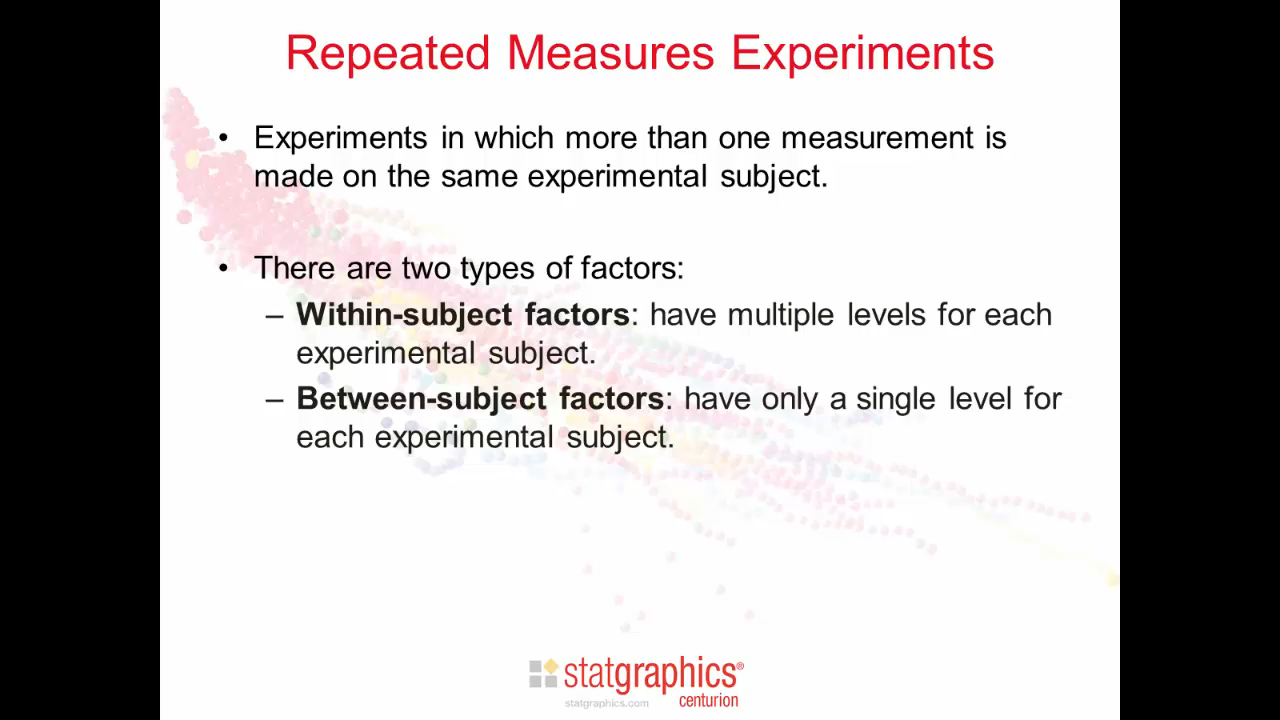 Repeated Measures Experiments
• Experiments in which more than one measurement is
made on the same experimental subject.
• There are two types of factors:
– Within-subject factors: have multiple levels for each
experimental subject.
– Between-subject factors: have only a single level for
each experimental subject.
statgraphics®
statgraphics.com centurion